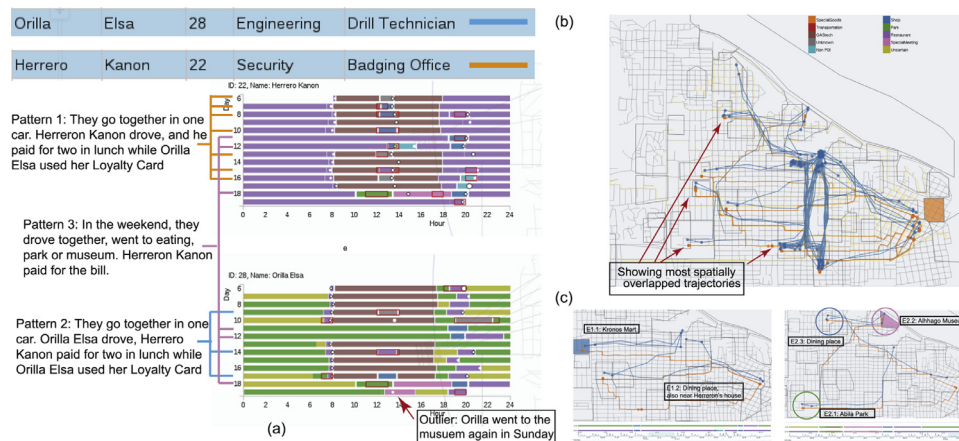 Orilla Elsa 28 Engineering Drill Technician
Herrero Kanon 22 Security Badging Office
ID: 22, Name: Herrero Kanon
Day
6
8
10
12
14
16
18
0 2 4 6 8 10 12 14 16 18 20 22 24
Hour
Pattern 1: They go together in one
car. Herreron Kanon drove, and he
paid for two in lunch while Orilla
Elsa used her Loyalty Card
Pattern 3: In the weekend, they
drove together, went to eating,
park or museum. Herreron Kanon
paid for the bill.
Pattern 2: They go together in one
car. Orilla Elsa drove, Herrero
Kanon paid for two in lunch while
Orilla Elsa used her Loyalty Card
ID: 28, Name: Orilla Elsa
Day
6
8
10
12
14
16
18
0 2 4 6 8 10 12 14 16 18 20 22 24
Hour
(a)
Outlier: Orilla went to the
musuem again in Sunday
(b)
SpecialGoods
Transportation
GAStech
Unknown
Non POI
Shop
Park
Restaurant
SpecialMeeting
Uncertain
Showing most spatially
overlapped trajectories
(c)
E1.1: Kronos Mart
E1.2: Dining place,
also near Herreron's house
E2.2: Alhhago Museu
E2.3: Dining place
E2.1: Abila Park